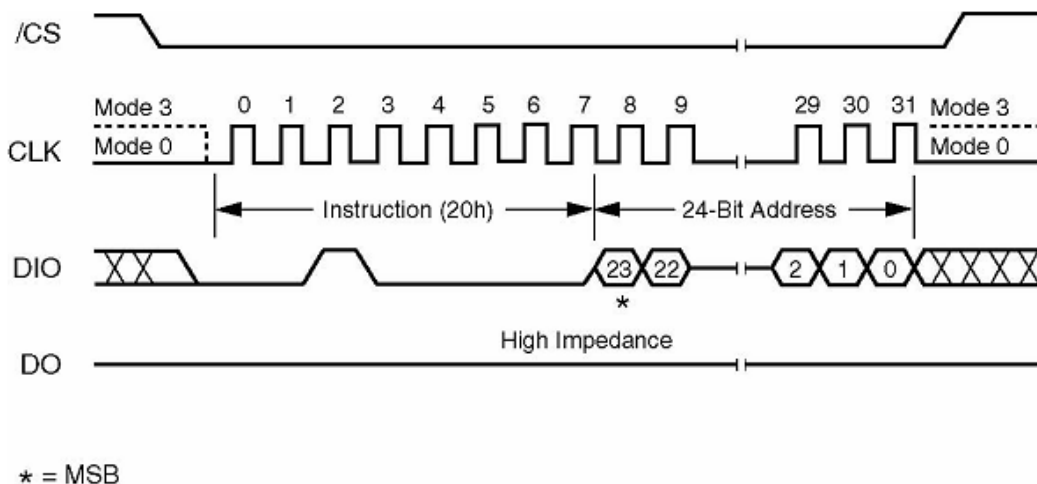 /CS
Mode 3 0 1 2 3 4 5 6 7 8 9 29 30 31 Mode 3
CLK Mode 0 Mode 0
Instruction (20h) 24-Bit Address
DIO 23 22 2 1 0
*
High Impedance
DO
* = MSB